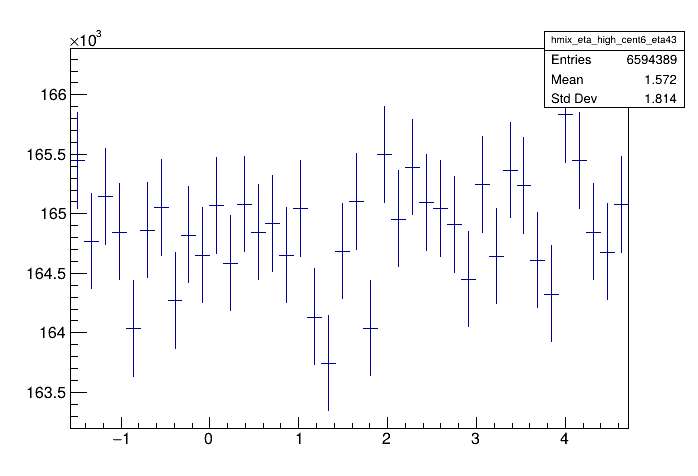 ×10³
hmix_eta_high_cent6_eta43
Entries 6594389
Mean 1.572
Std Dev 1.814
166
165.5
165
164.5
164
163.5
−1 0 1 2 3 4